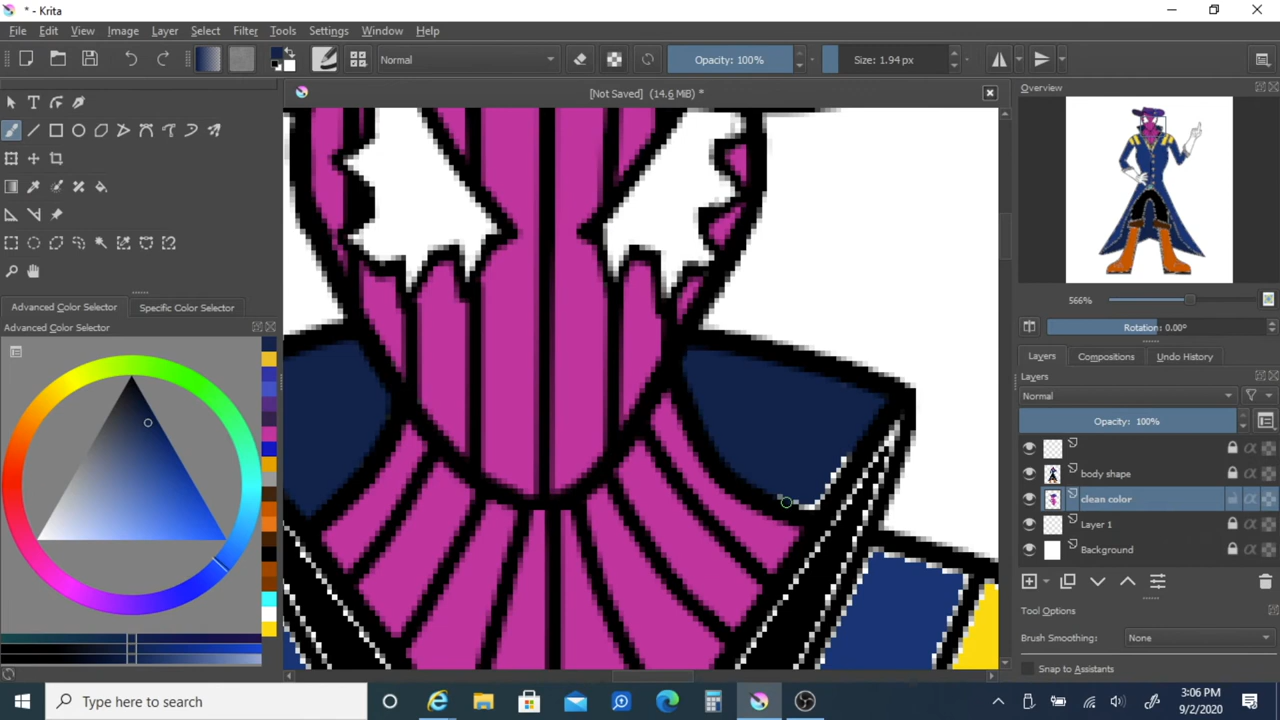 * - Krita
File Edit View Image Layer Select Filter Tools Settings Window Help
Normal Opacity: 100% Size: 1.94 px
[Not Saved] (14.6 MiB) *
Overview
566%
Rotation: 0.00°
Advanced Color Selector Specific Color Selector
Advanced Color Selector
Layers Compositions Undo History
Layers
Normal
Opacity: 100%
body shape
clean color
Layer 1
Background
Tool Options
Brush Smoothing: None
Snap to Assistants
Type here to search
3:06 PM
9/2/2020